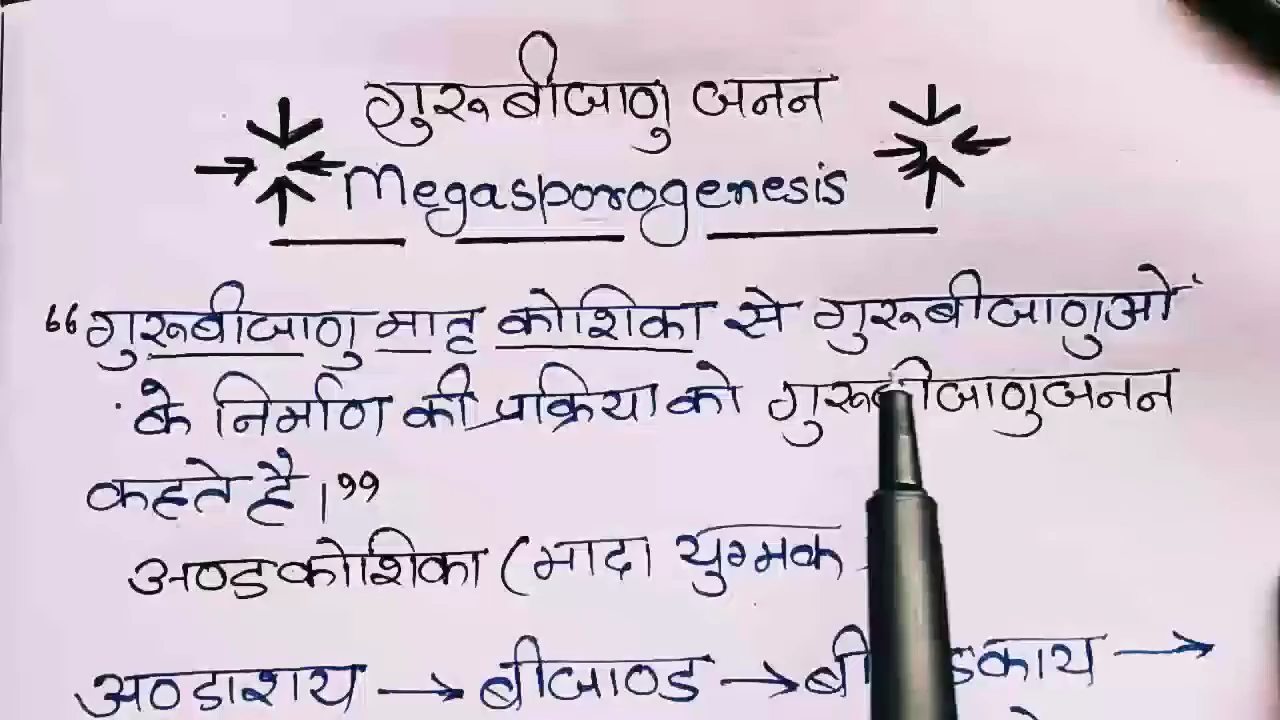 गुरूबीजाणु जनन
Megasporogenesis
“गुरूबीजाणु मातृ कोशिका से गुरूबीजाणुओं
के निर्माण की प्रक्रिया को गुरूबीजाणुजनन
कहते है।”
अण्डकोशिका (मादा युग्मक
अण्डाशय → बीजाण्ड → →